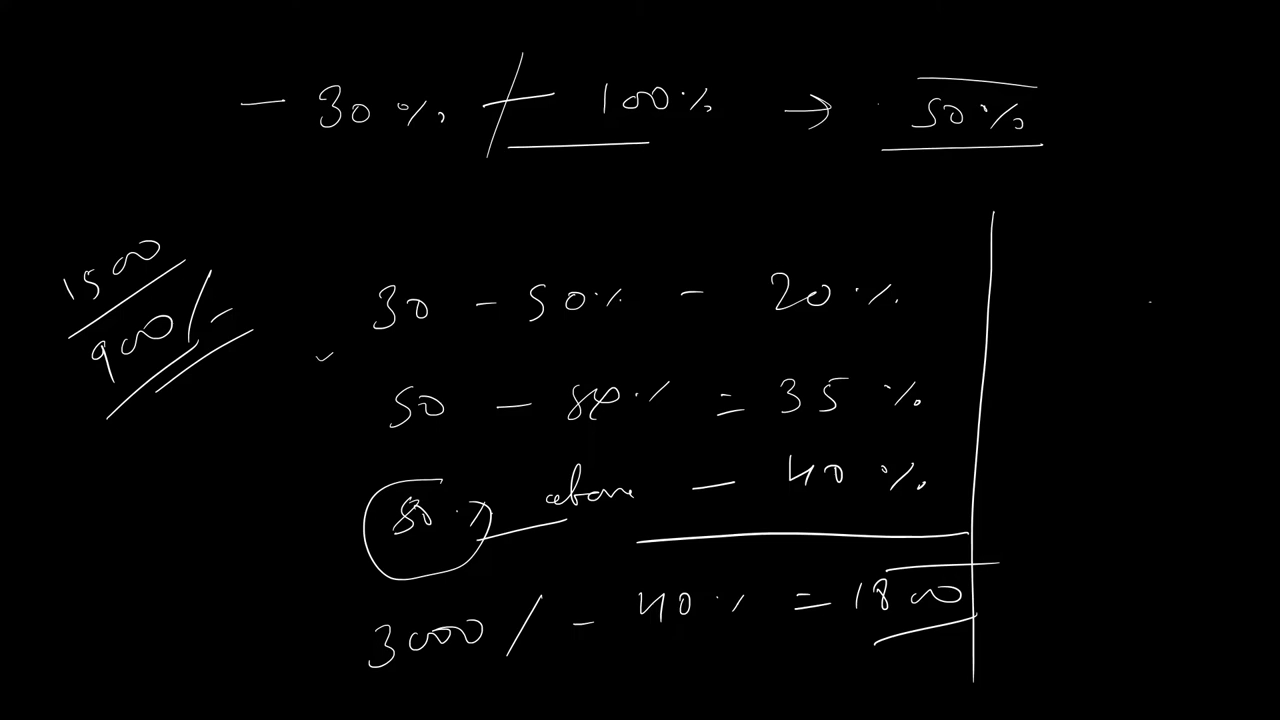 - 30% + 100% → 50%
1500
900/-
30 - 50% - 20%
50 - 80% = 35%
80% above - 40%
3000/- 40% = 1800